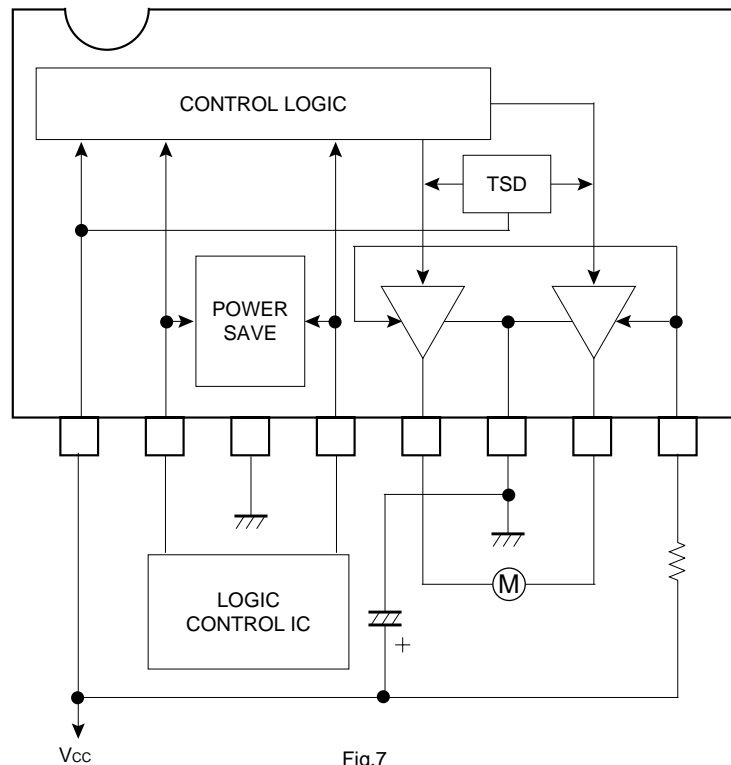 CONTROL LOGIC
TSD
POWER
SAVE
M
LOGIC
CONTROL IC
+
Vcc
Fig.7